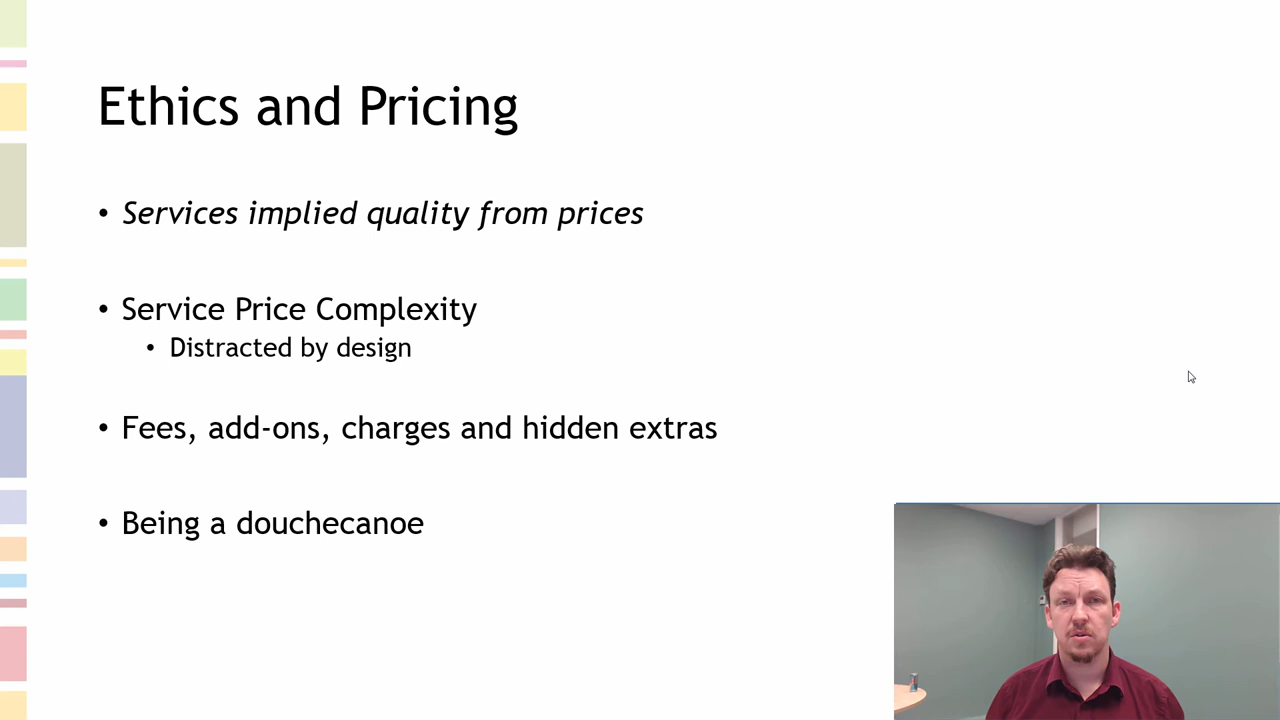 Ethics and Pricing
• Services implied quality from prices
• Service Price Complexity
• Distracted by design
• Fees, add-ons, charges and hidden extras
• Being a douchecanoe